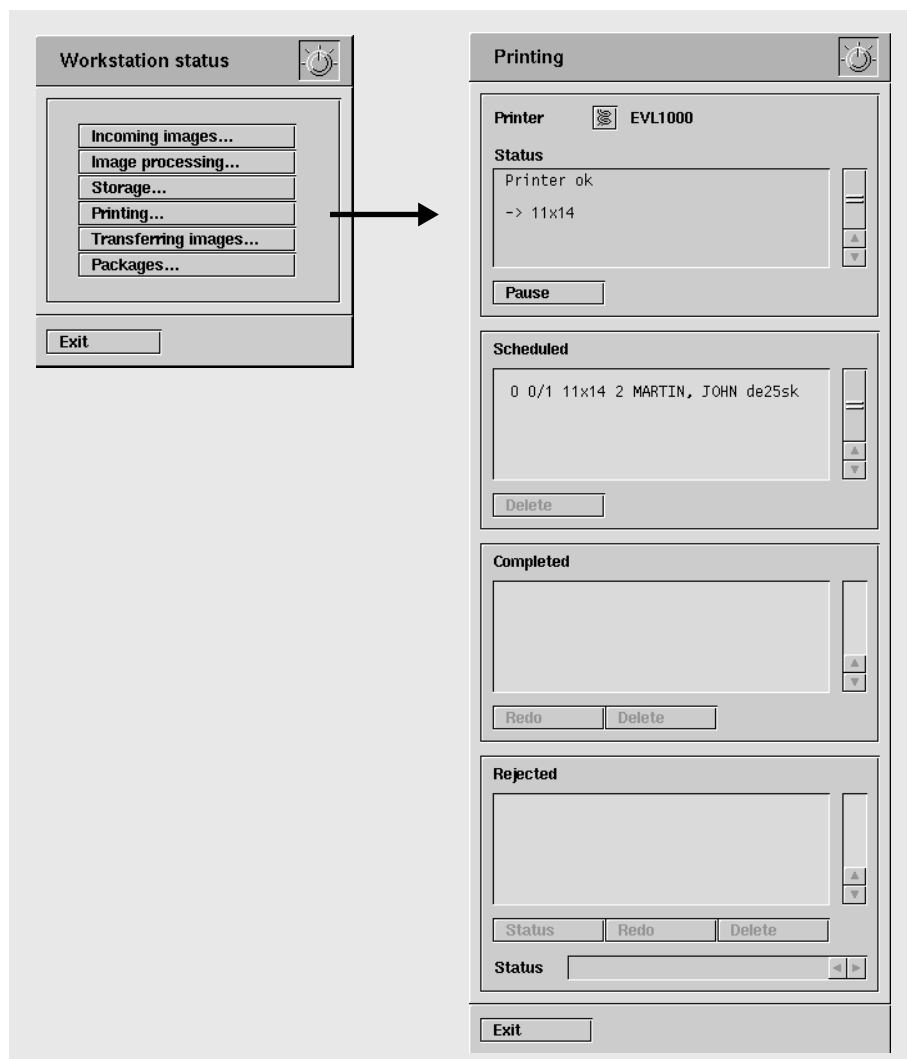 Workstation status
Incoming images...
Image processing...
Storage...
Printing...
Transferring images...
Packages...
Exit
Printing
Printer EVL1000
Status
Printer ok
-> 11x14
Pause
Scheduled
0 0/1 11x14 2 MARTIN, JOHN de25sk
Delete
Completed
Redo Delete
Rejected
Status Redo Delete
Status
Exit